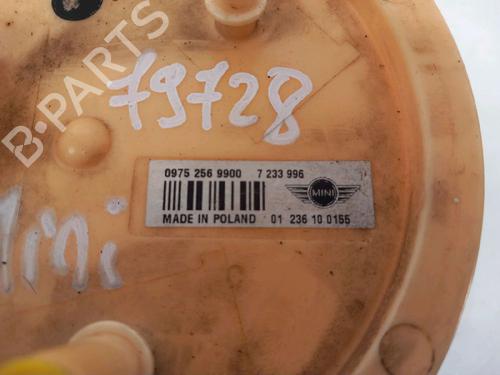 B-PARTS
79728
0975 256 9900 7 233 996
MINI
MADE IN POLAND 01 236 10 0155
Mini